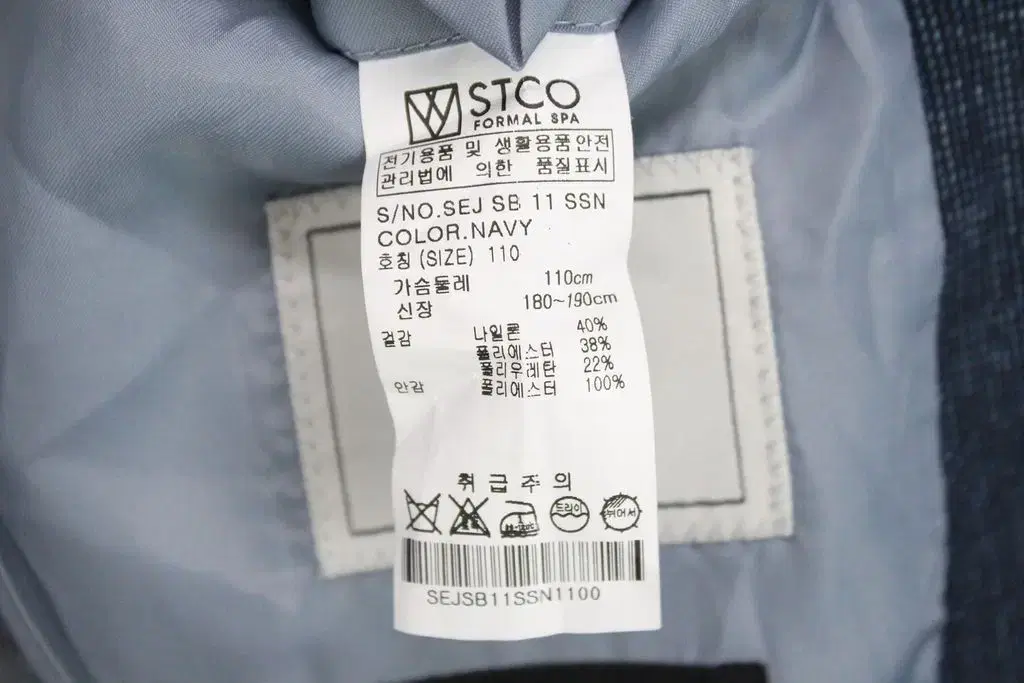 STCO
FORMAL SPA
전기용품 및 생활용품안전
관리법에 의한 품질표시
S/NO.SEJ SB 11 SSN
COLOR.NAVY
호칭(SIZE) 110
가슴둘레 110cm
신장 180~190cm
겉감 나일론 40%
폴리에스터 38%
폴리우레탄 22%
안감 폴리에스터 100%
취급주의
드라이 뉘어서
SEJSB11SSN1100